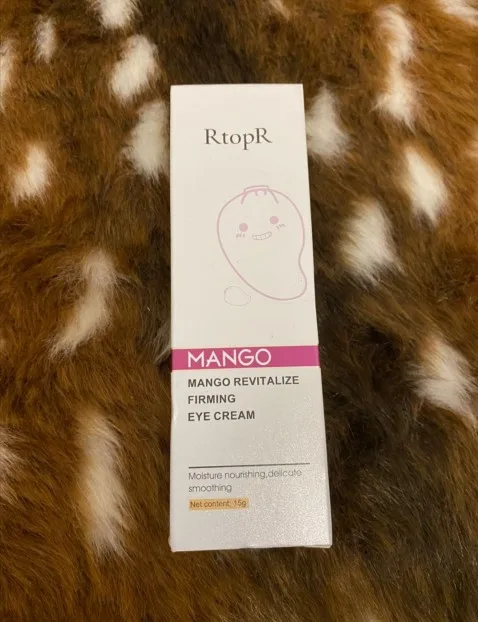 RtopR
MANGO
MANGO REVITALIZE
FIRMING
EYE CREAM
Moisture nourishing,delicate
smoothing
Net content: 15g